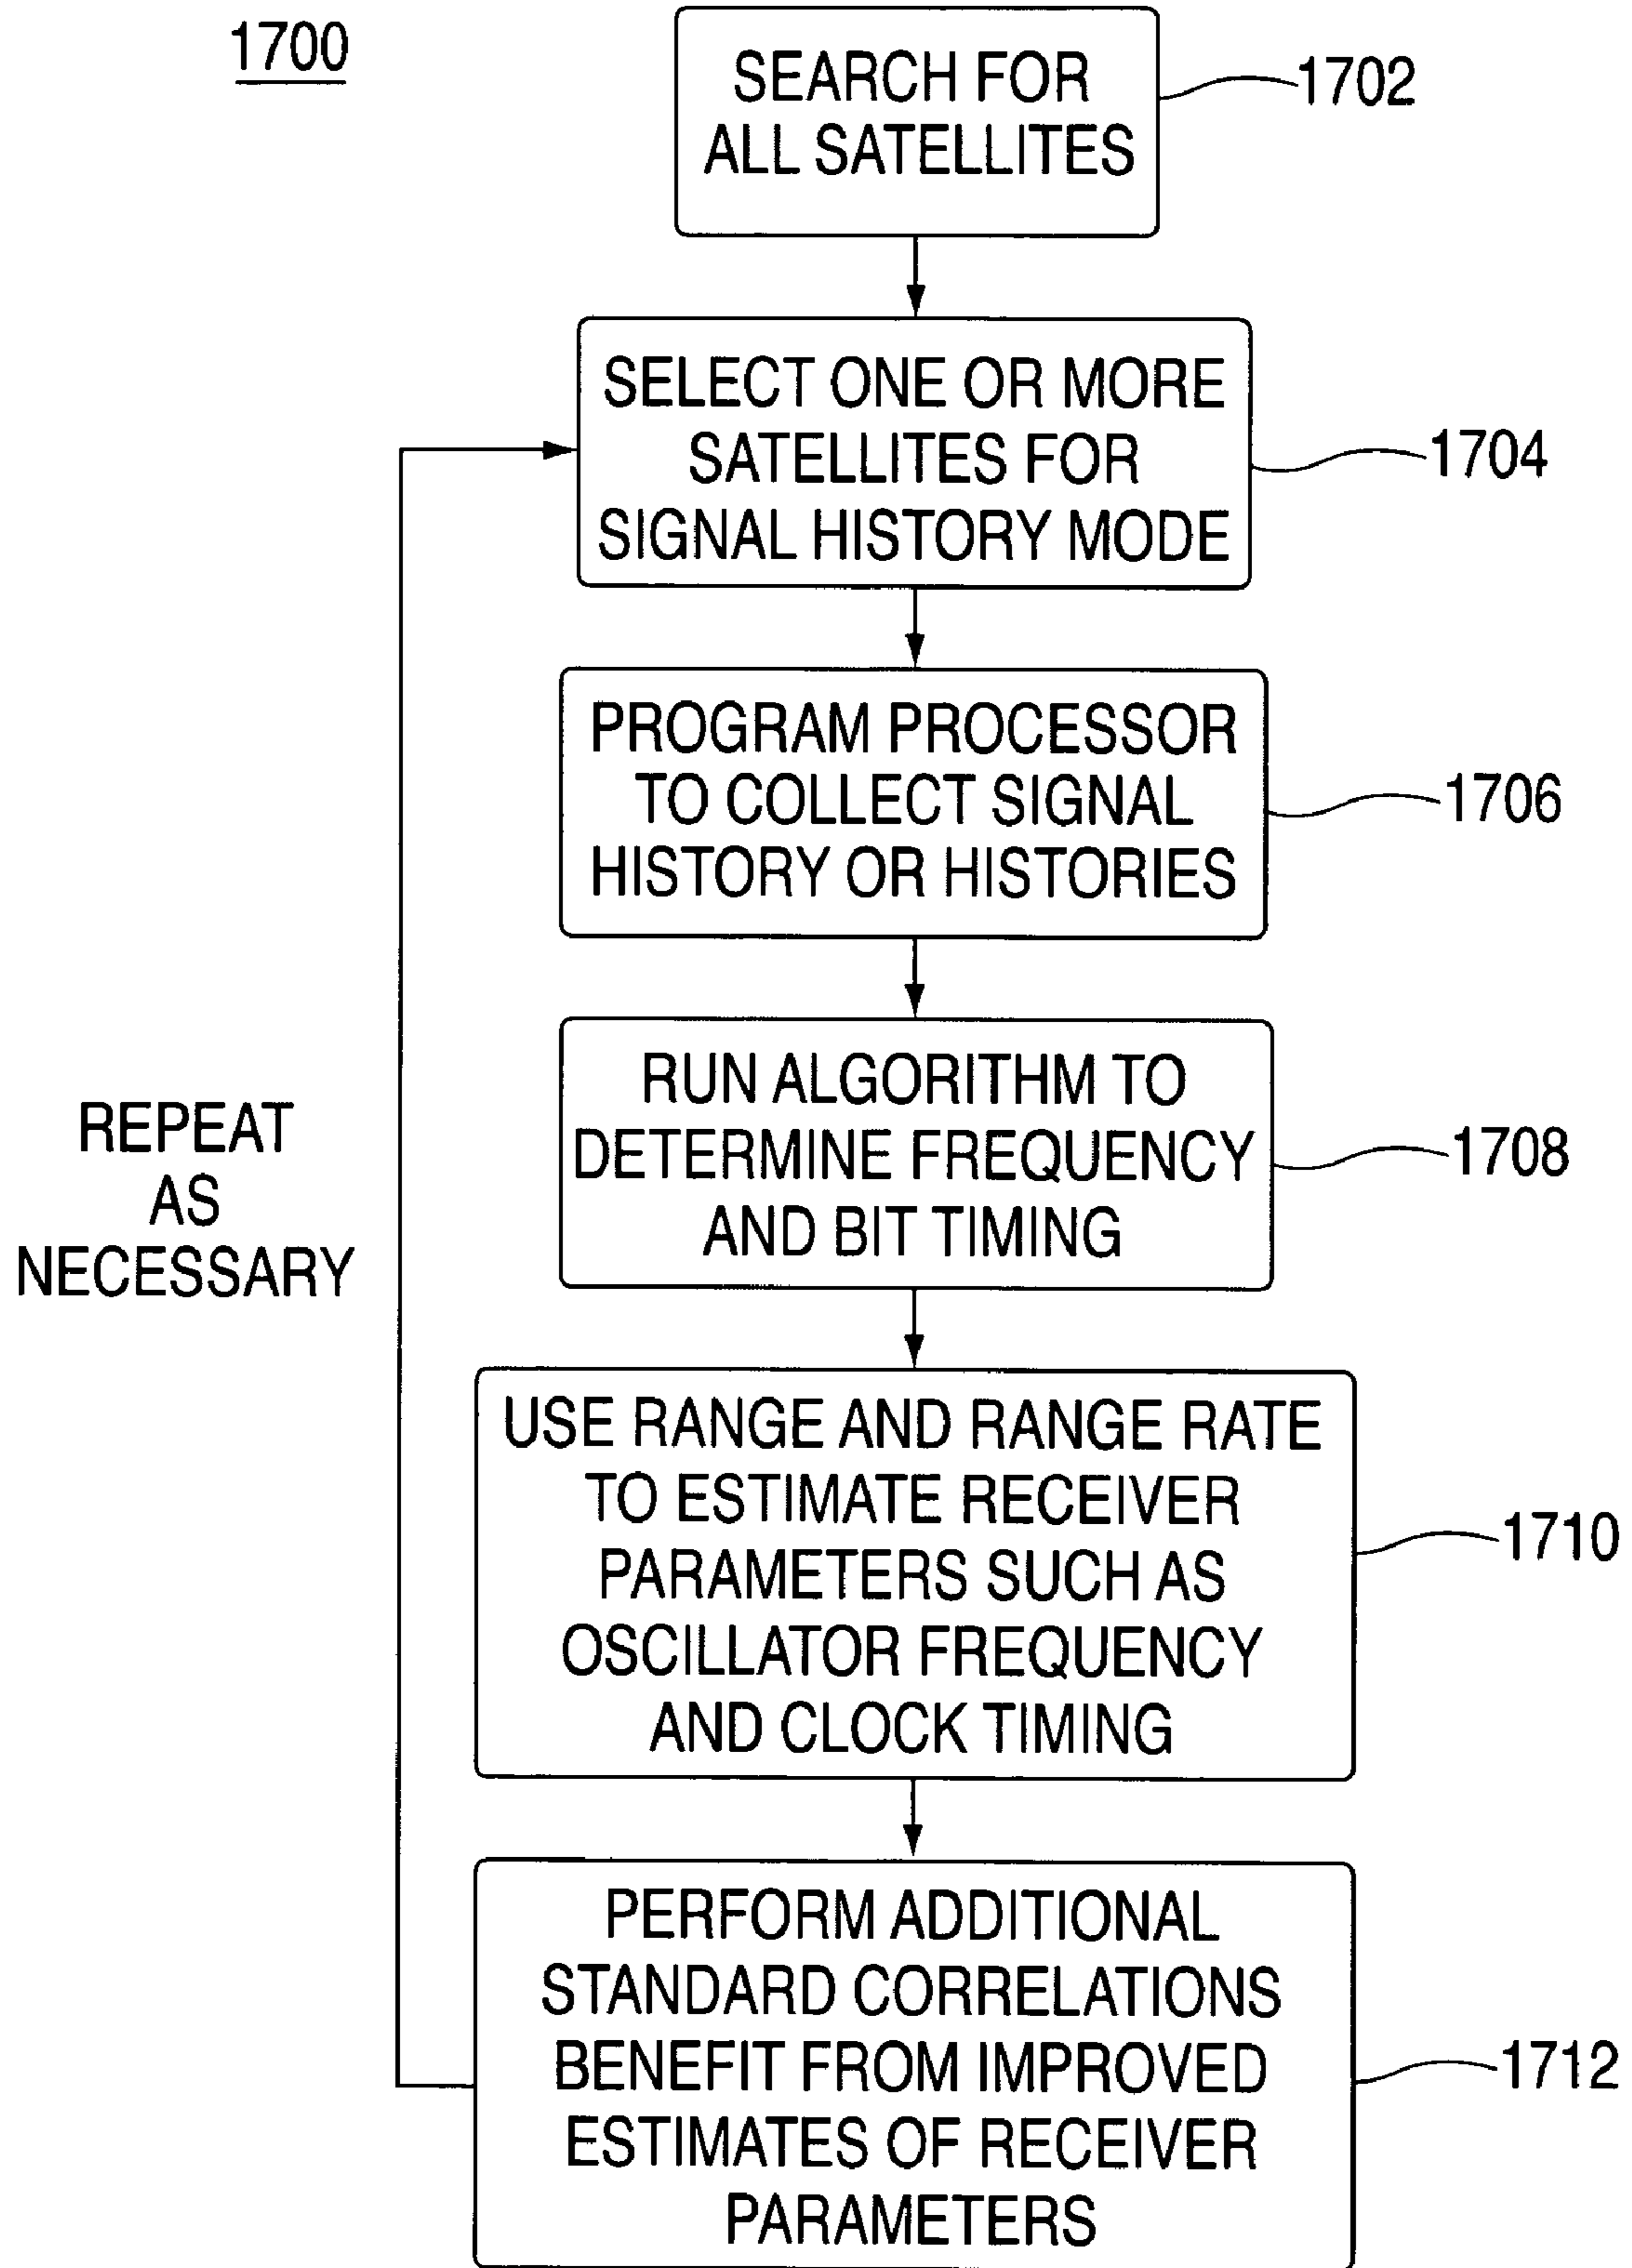 1700
SEARCH FOR
ALL SATELLITES
1702
SELECT ONE OR MORE
SATELLITES FOR
SIGNAL HISTORY MODE
1704
PROGRAM PROCESSOR
TO COLLECT SIGNAL
HISTORY OR HISTORIES
1706
RUN ALGORITHM TO
DETERMINE FREQUENCY
AND BIT TIMING
1708
REPEAT
AS
NECESSARY
USE RANGE AND RANGE RATE
TO ESTIMATE RECEIVER
PARAMETERS SUCH AS
OSCILLATOR FREQUENCY
AND CLOCK TIMING
1710
PERFORM ADDITIONAL
STANDARD CORRELATIONS
BENEFIT FROM IMPROVED
ESTIMATES OF RECEIVER
PARAMETERS
1712